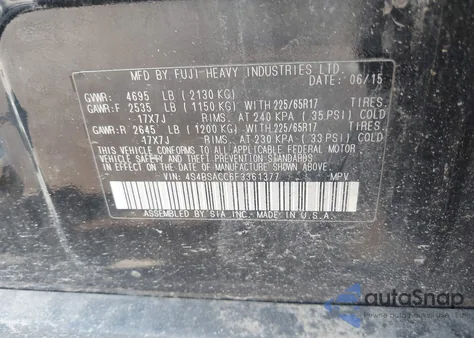 MFD BY FUJI HEAVY INDUSTRIES LTD.
DATE: 06/15
GVWR: 4695 LB (2130 KG)
GAWR:F 2535 LB (1150 KG) WITH 225/65R17 TIRES.
17X7J RIMS. AT 240 KPA (35 PSI) COLD
GAWR:R 2645 LB (1200 KG) WITH 225/65R17 TIRES.
17X7J RIMS. AT 230 KPA (33 PSI) COLD
THIS VEHICLE CONFORMS TO ALL APPLICABLE FEDERAL MOTOR
VEHICLE SAFETY STANDARDS
IN EFFECT ON THE DATE OF MANUFACTURE SHOWN ABOVE.
VIN: 4S4BSACC6F3361377 MPV
ASSEMBLED BY SIA INC.-MADE IN U.S.A.
autoSnap